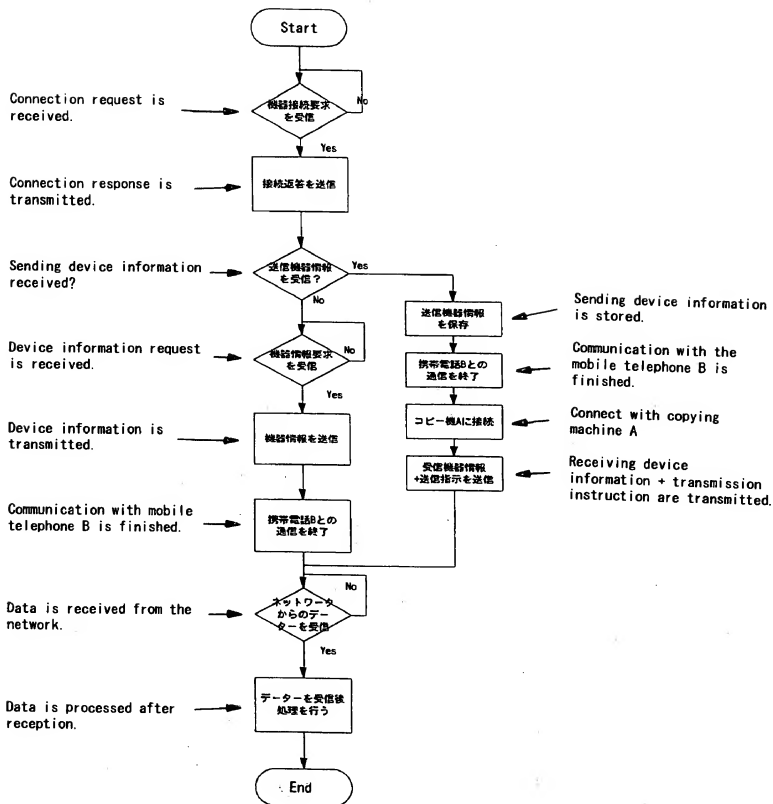 Start
Connection request is
received.
機器接続要求
を受信
No
Yes
Connection response is
transmitted.
接続返答を送信
Sending device information
received?
送信機器情報
を受信?
Yes
No
送信機器情報
を保存
Sending device information
is stored.
Device information request
is received.
機器情報要求
を受信
No
Yes
携帯電話Bとの
通信を終了
Communication with the
mobile telephone B is
finished.
Device information is
transmitted.
機器情報を送信
コピー機Aに接続
Connect with copying
machine A
受信機器情報
+送信指示を送信
Receiving device
information + transmission
instruction are transmitted.
Communication with mobile
telephone B is finished.
携帯電話Bとの
通信を終了
No
Data is received from the
network.
ネットワーク
からのデー
ターを受信
Yes
Data is processed after
reception.
データーを受信後
処理を行う
End